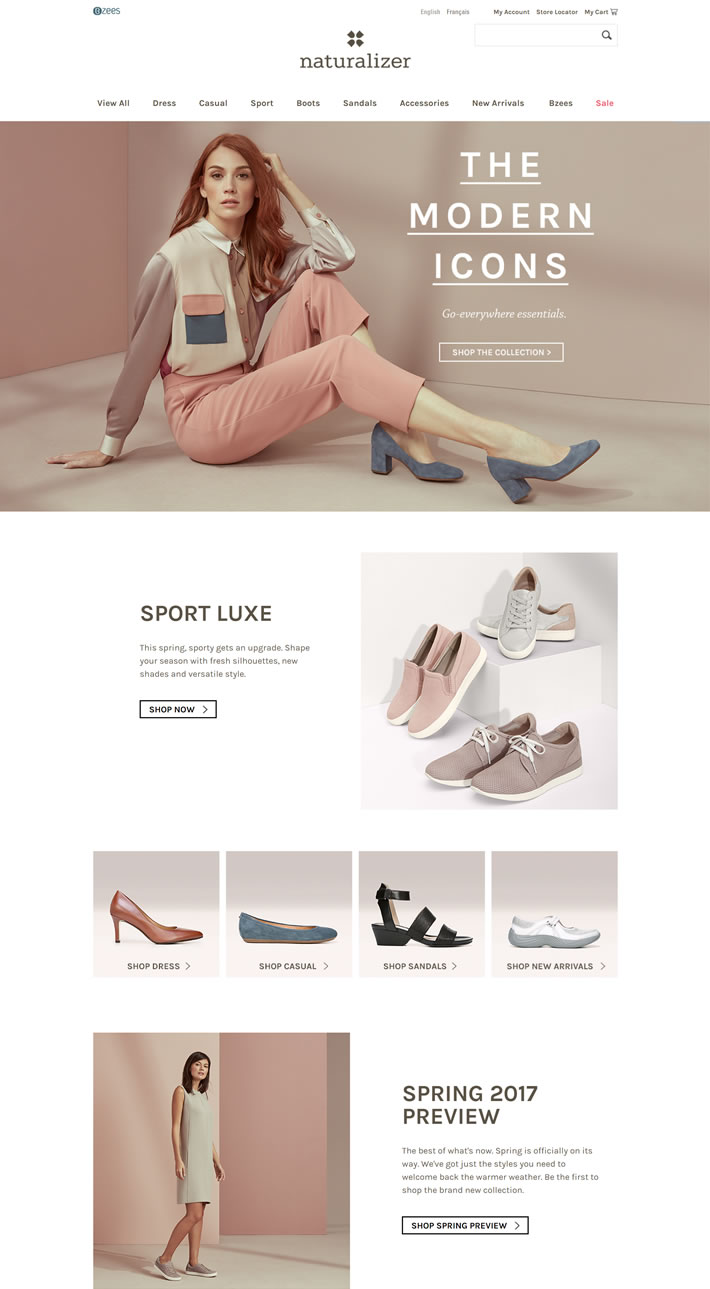 Bzees
English Français My Account Store Locator My Cart
naturalizer
View All Dress Casual Sport Boots Sandals Accessories New Arrivals Bzees Sale
THE
MODERN
ICONS
Go-everywhere essentials.
SHOP THE COLLECTION >
SPORT LUXE
This spring, sporty gets an upgrade. Shape
your season with fresh silhouettes, new
shades and versatile style.
SHOP NOW >
SHOP DRESS > SHOP CASUAL > SHOP SANDALS > SHOP NEW ARRIVALS >
SPRING 2017
PREVIEW
The best of what's now. Spring is officially on its
way. We've got just the styles you need to
welcome back the warmer weather. Be the first to
shop the brand new collection.
SHOP SPRING PREVIEW >